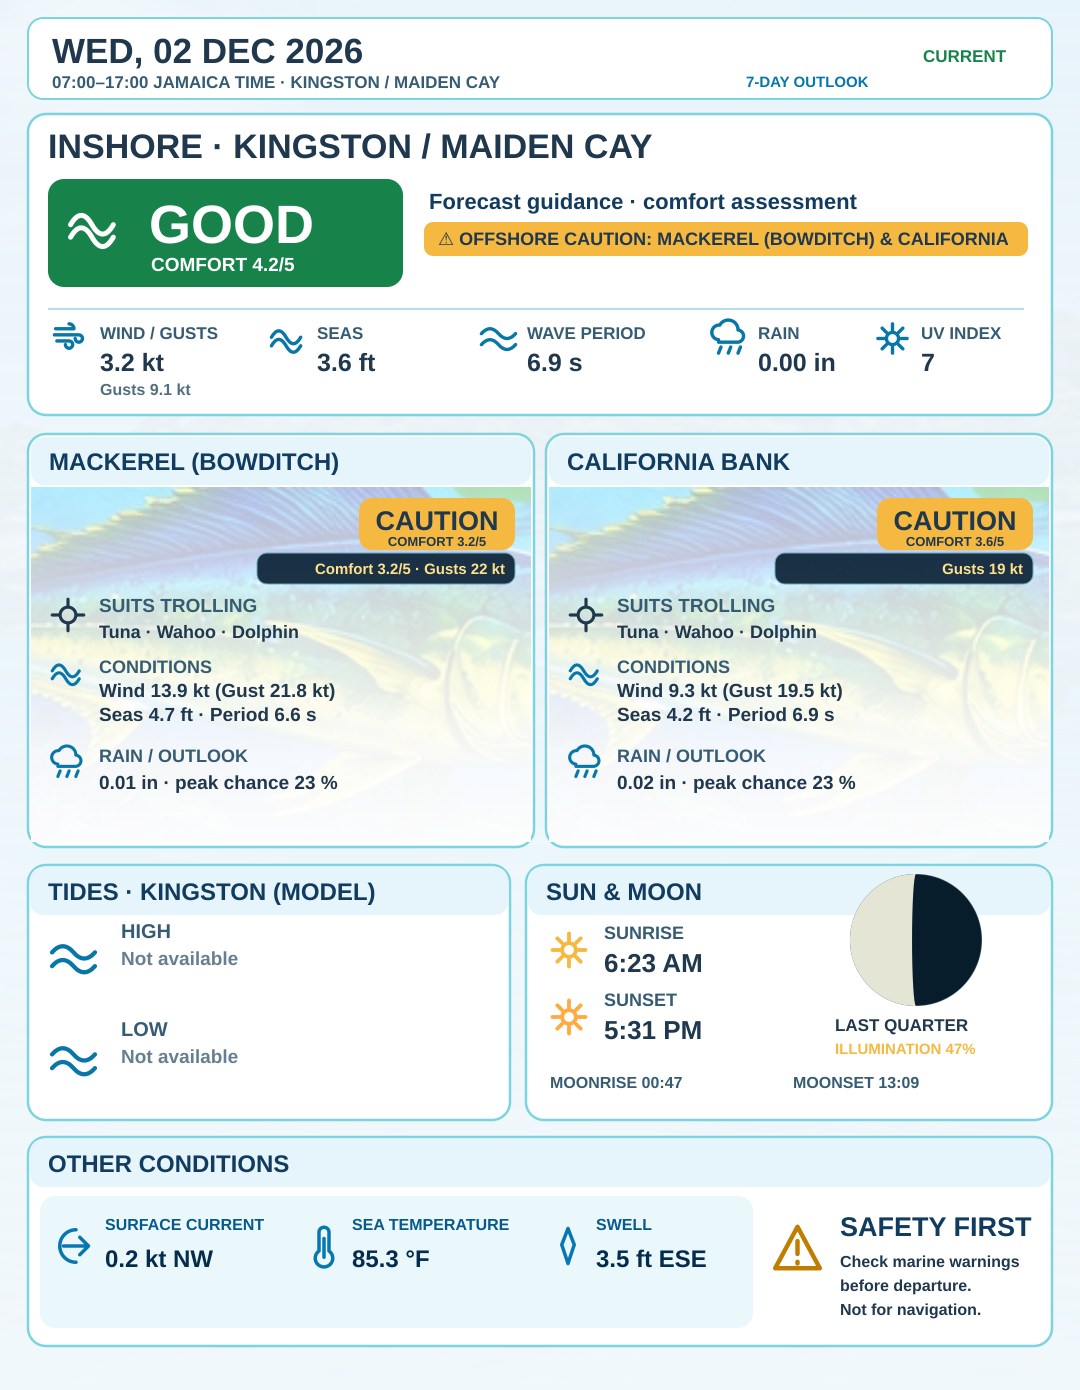 WED, 02 DEC 2026
07:00–17:00 JAMAICA TIME · KINGSTON / MAIDEN CAY
7-DAY OUTLOOK
CURRENT
INSHORE · KINGSTON / MAIDEN CAY
GOOD
COMFORT 4.2/5
Forecast guidance · comfort assessment
⚠ OFFSHORE CAUTION: MACKEREL (BOWDITCH) & CALIFORNIA
WIND / GUSTS
3.2 kt
Gusts 9.1 kt
SEAS
3.6 ft
WAVE PERIOD
6.9 s
RAIN
0.00 in
UV INDEX
7
MACKEREL (BOWDITCH)
CAUTION
COMFORT 3.2/5
Comfort 3.2/5 · Gusts 22 kt
SUITS TROLLING
Tuna · Wahoo · Dolphin
CONDITIONS
Wind 13.9 kt (Gust 21.8 kt)
Seas 4.7 ft · Period 6.6 s
RAIN / OUTLOOK
0.01 in · peak chance 23 %
CALIFORNIA BANK
CAUTION
COMFORT 3.6/5
Gusts 19 kt
SUITS TROLLING
Tuna · Wahoo · Dolphin
CONDITIONS
Wind 9.3 kt (Gust 19.5 kt)
Seas 4.2 ft · Period 6.9 s
RAIN / OUTLOOK
0.02 in · peak chance 23 %
TIDES · KINGSTON (MODEL)
HIGH
Not available
LOW
Not available
SUN & MOON
SUNRISE
6:23 AM
SUNSET
5:31 PM
LAST QUARTER
ILLUMINATION 47%
MOONRISE 00:47
MOONSET 13:09
OTHER CONDITIONS
SURFACE CURRENT
0.2 kt NW
SEA TEMPERATURE
85.3 °F
SWELL
3.5 ft ESE
SAFETY FIRST
Check marine warnings
before departure.
Not for navigation.